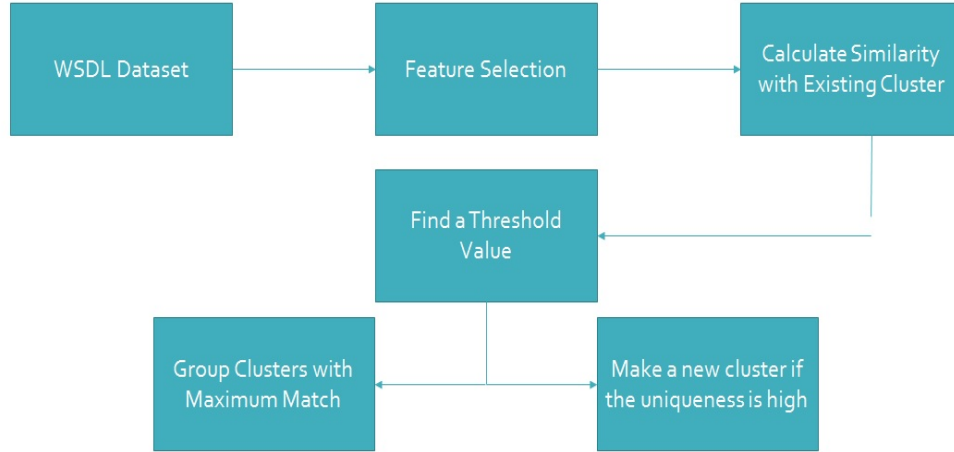 WSDL Dataset
Feature Selection
Calculate Similarity
with Existing Cluster
Find a Threshold
Value
Group Clusters with
Maximum Match
Make a new cluster if
the uniqueness is high